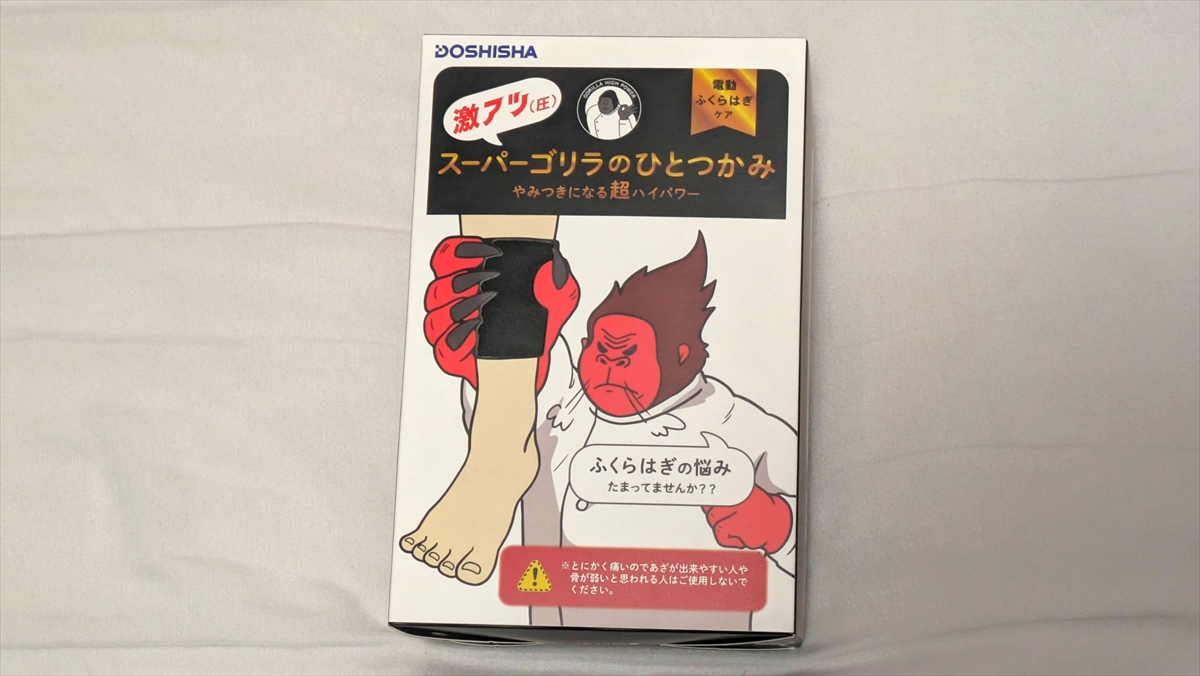 DOSHISHA
激アツ(圧)
GORILLA HIGH POWER
電動
ふくらはぎ
ケア
スーパーゴリラのひとつかみ
やみつきになる超ハイパワー
ふくらはぎの悩み
たまってませんか??
※とにかく痛いのであざが出来やすい人や
骨が弱いと思われる人はご使用しないで
ください。